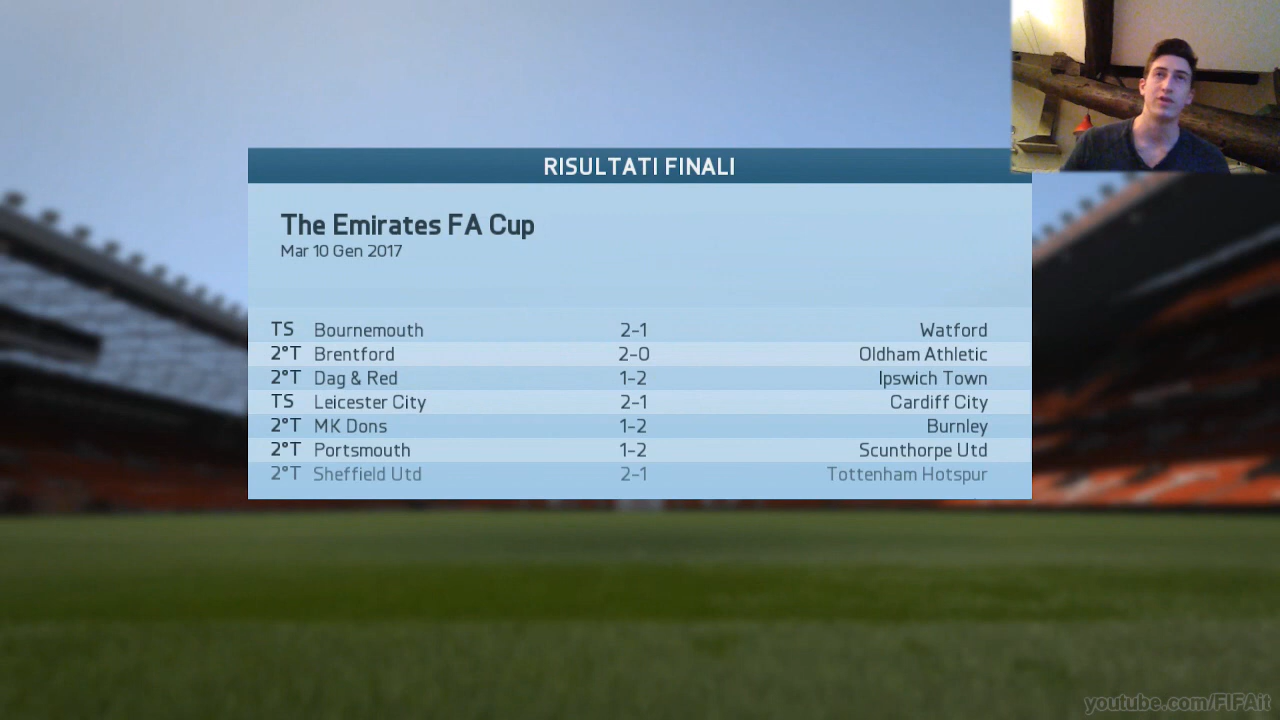 RISULTATI FINALI
The Emirates FA Cup
Mar 10 Gen 2017
TS Bournemouth 2-1 Watford
2°T Brentford 2-0 Oldham Athletic
2°T Dag & Red 1-2 Ipswich Town
TS Leicester City 2-1 Cardiff City
2°T MK Dons 1-2 Burnley
2°T Portsmouth 1-2 Scunthorpe Utd
2°T Sheffield Utd 2-1 Tottenham Hotspur
youtube.com/FIFAit